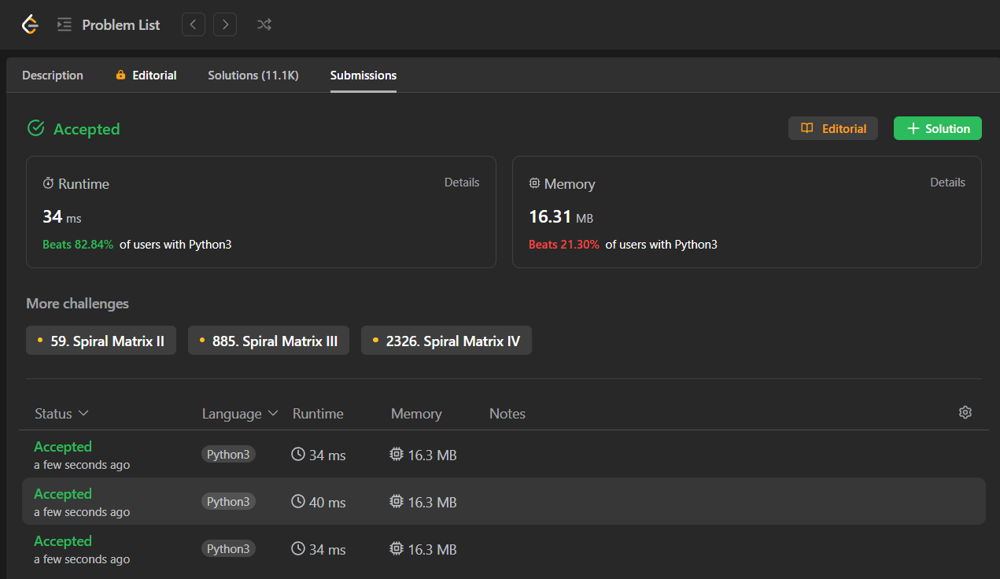 Problem List
Description Editorial Solutions (11.1K) Submissions
Accepted Editorial Solution
Runtime Details Memory Details
34 ms 16.31 MB
Beats 82.84% of users with Python3 Beats 21.30% of users with Python3
More challenges
59. Spiral Matrix II 885. Spiral Matrix III 2326. Spiral Matrix IV
Status Language Runtime Memory Notes
Accepted
a few seconds ago Python3 34 ms 16.3 MB
Accepted
a few seconds ago Python3 40 ms 16.3 MB
Accepted
a few seconds ago Python3 34 ms 16.3 MB